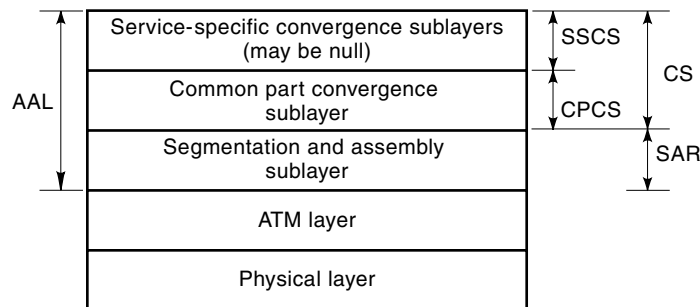 Service-specific convergence sublayers
(may be null)
SSCS
CS
AAL
Common part convergence
sublayer
CPCS
Segmentation and assembly
sublayer
SAR
ATM layer
Physical layer